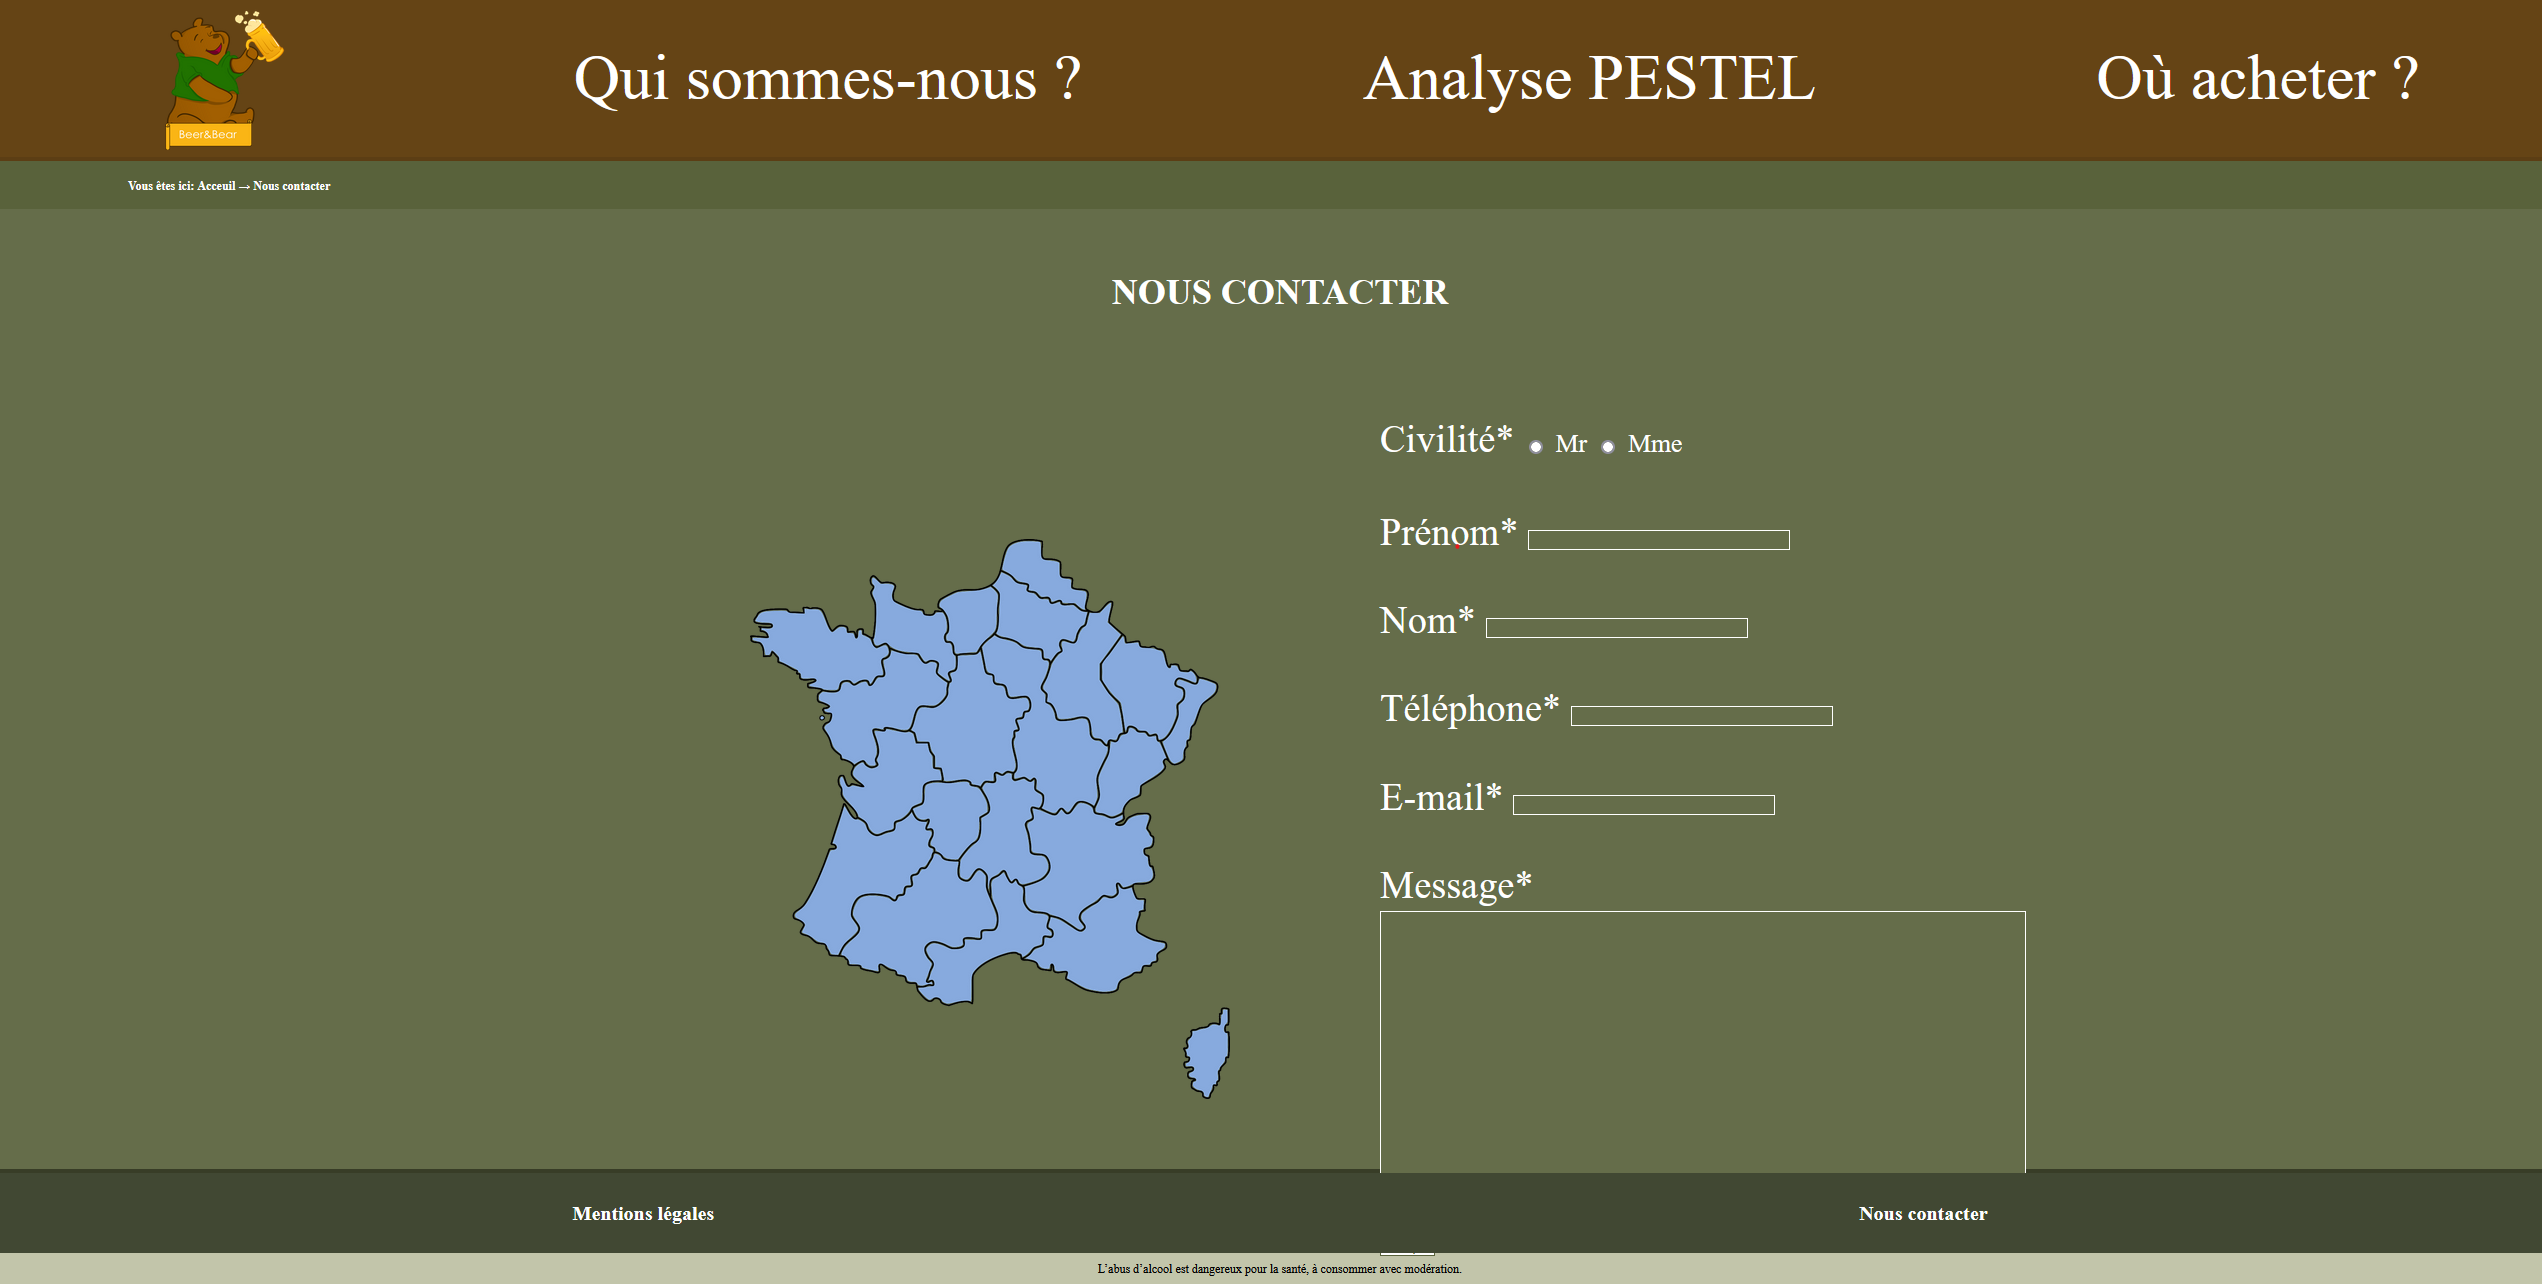 Beer&Bear
Qui sommes-nous ?
Analyse PESTEL
Où acheter ?
Vous êtes ici: Acceuil → Nous contacter
NOUS CONTACTER
Civilité* Mr Mme
Prénom*
Nom*
Téléphone*
E-mail*
Message*
Mentions légales
Nous contacter
L’abus d’alcool est dangereux pour la santé, à consommer avec modération.